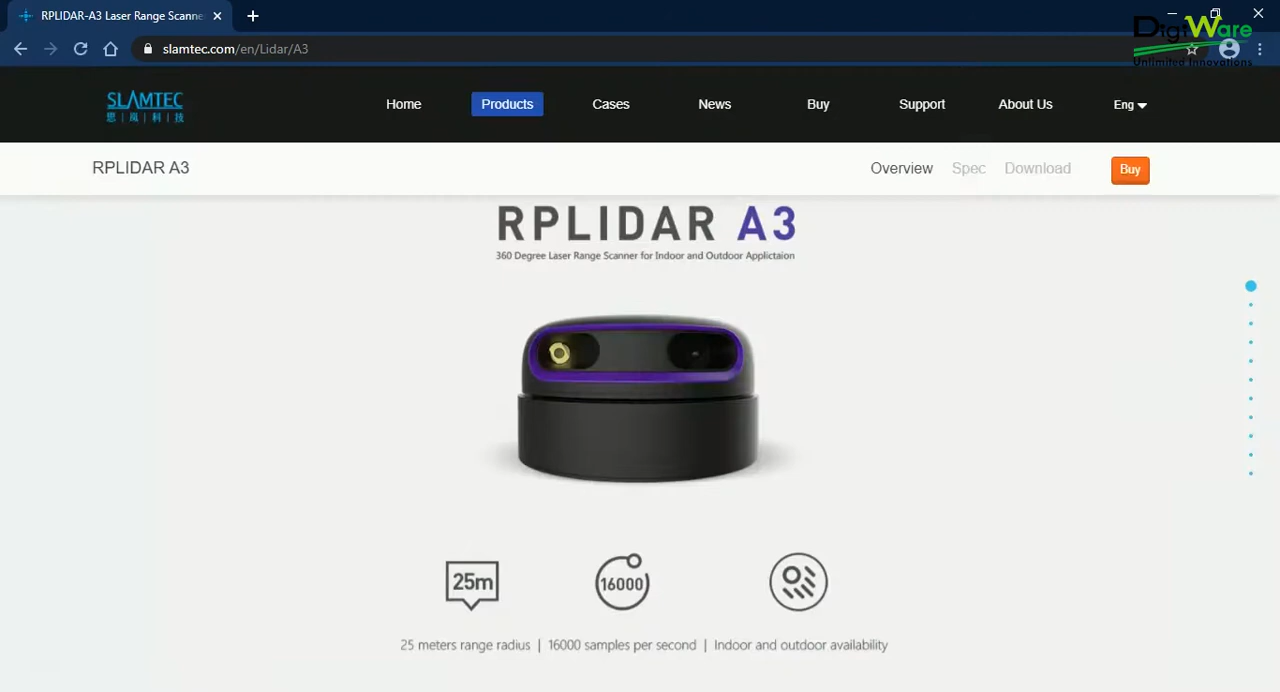 RPLIDAR-A3 Laser Range Scanne
DigiWare
Unlimited Innovations
slamtec.com/en/Lidar/A3
SLAMTEC
思|岚|科|技
Home
Products
Cases
News
Buy
Support
About Us
Eng
RPLIDAR A3
Overview
Spec
Download
Buy
RPLIDAR A3
360 Degree Laser Range Scanner for Indoor and Outdoor Applictaion
25m
16000
25 meters range radius | 16000 samples per second | Indoor and outdoor availability